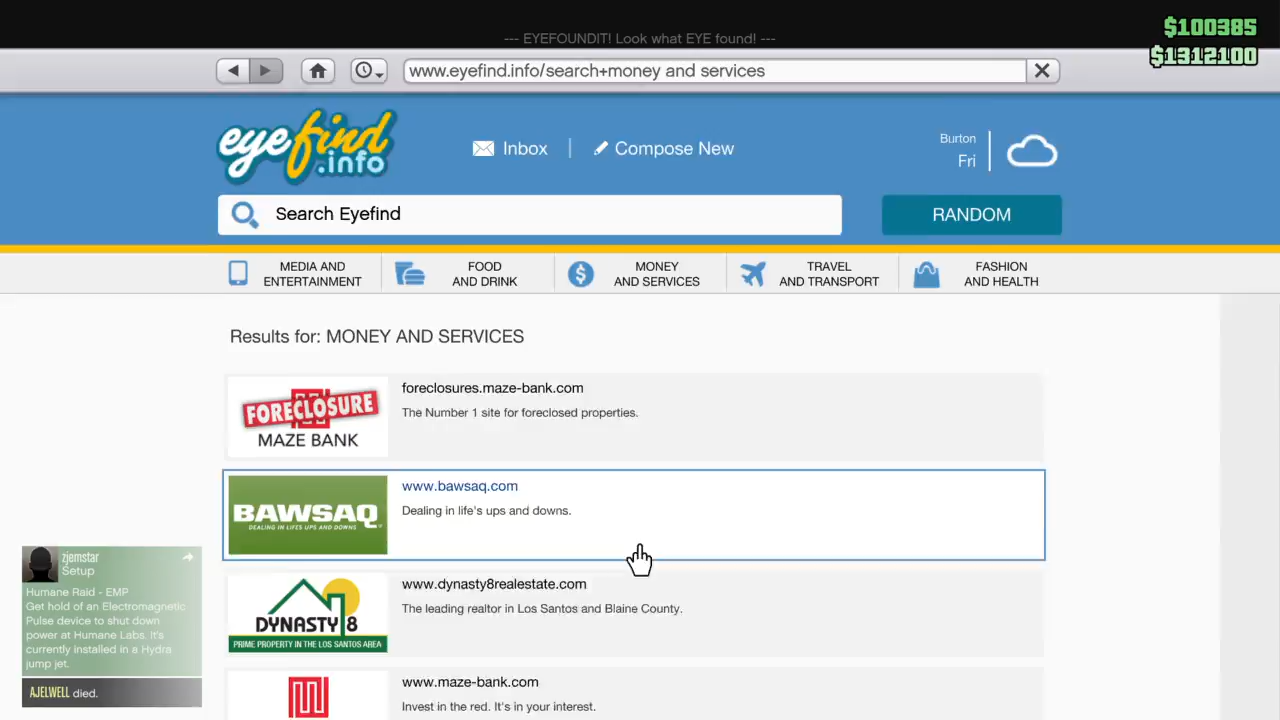 --- EYEFOUNDIT! Look what EYE found! ---
$100385
$1312100
www.eyefind.info/search+money and services
eyefind
.info
Inbox
Compose New
Burton
Fri
Search Eyefind
RANDOM
MEDIA AND
ENTERTAINMENT
FOOD
AND DRINK
MONEY
AND SERVICES
TRAVEL
AND TRANSPORT
FASHION
AND HEALTH
Results for: MONEY AND SERVICES
FORECLOSURE
MAZE BANK
foreclosures.maze-bank.com
The Number 1 site for foreclosed properties.
BAWSAQ
DEALING IN LIFE'S UPS AND DOWNS
www.bawsaq.com
Dealing in life's ups and downs.
DYNASTY 8
PRIME PROPERTY IN THE LOS SANTOS AREA
www.dynasty8realestate.com
The leading realtor in Los Santos and Blaine County.
www.maze-bank.com
Invest in the red. It's in your interest.
zjemstar
Setup
Humane Raid - EMP
Get hold of an Electromagnetic
Pulse device to shut down
power at Humane Labs. It's
currently installed in a Hydra
jump jet.
AJELWELL died.